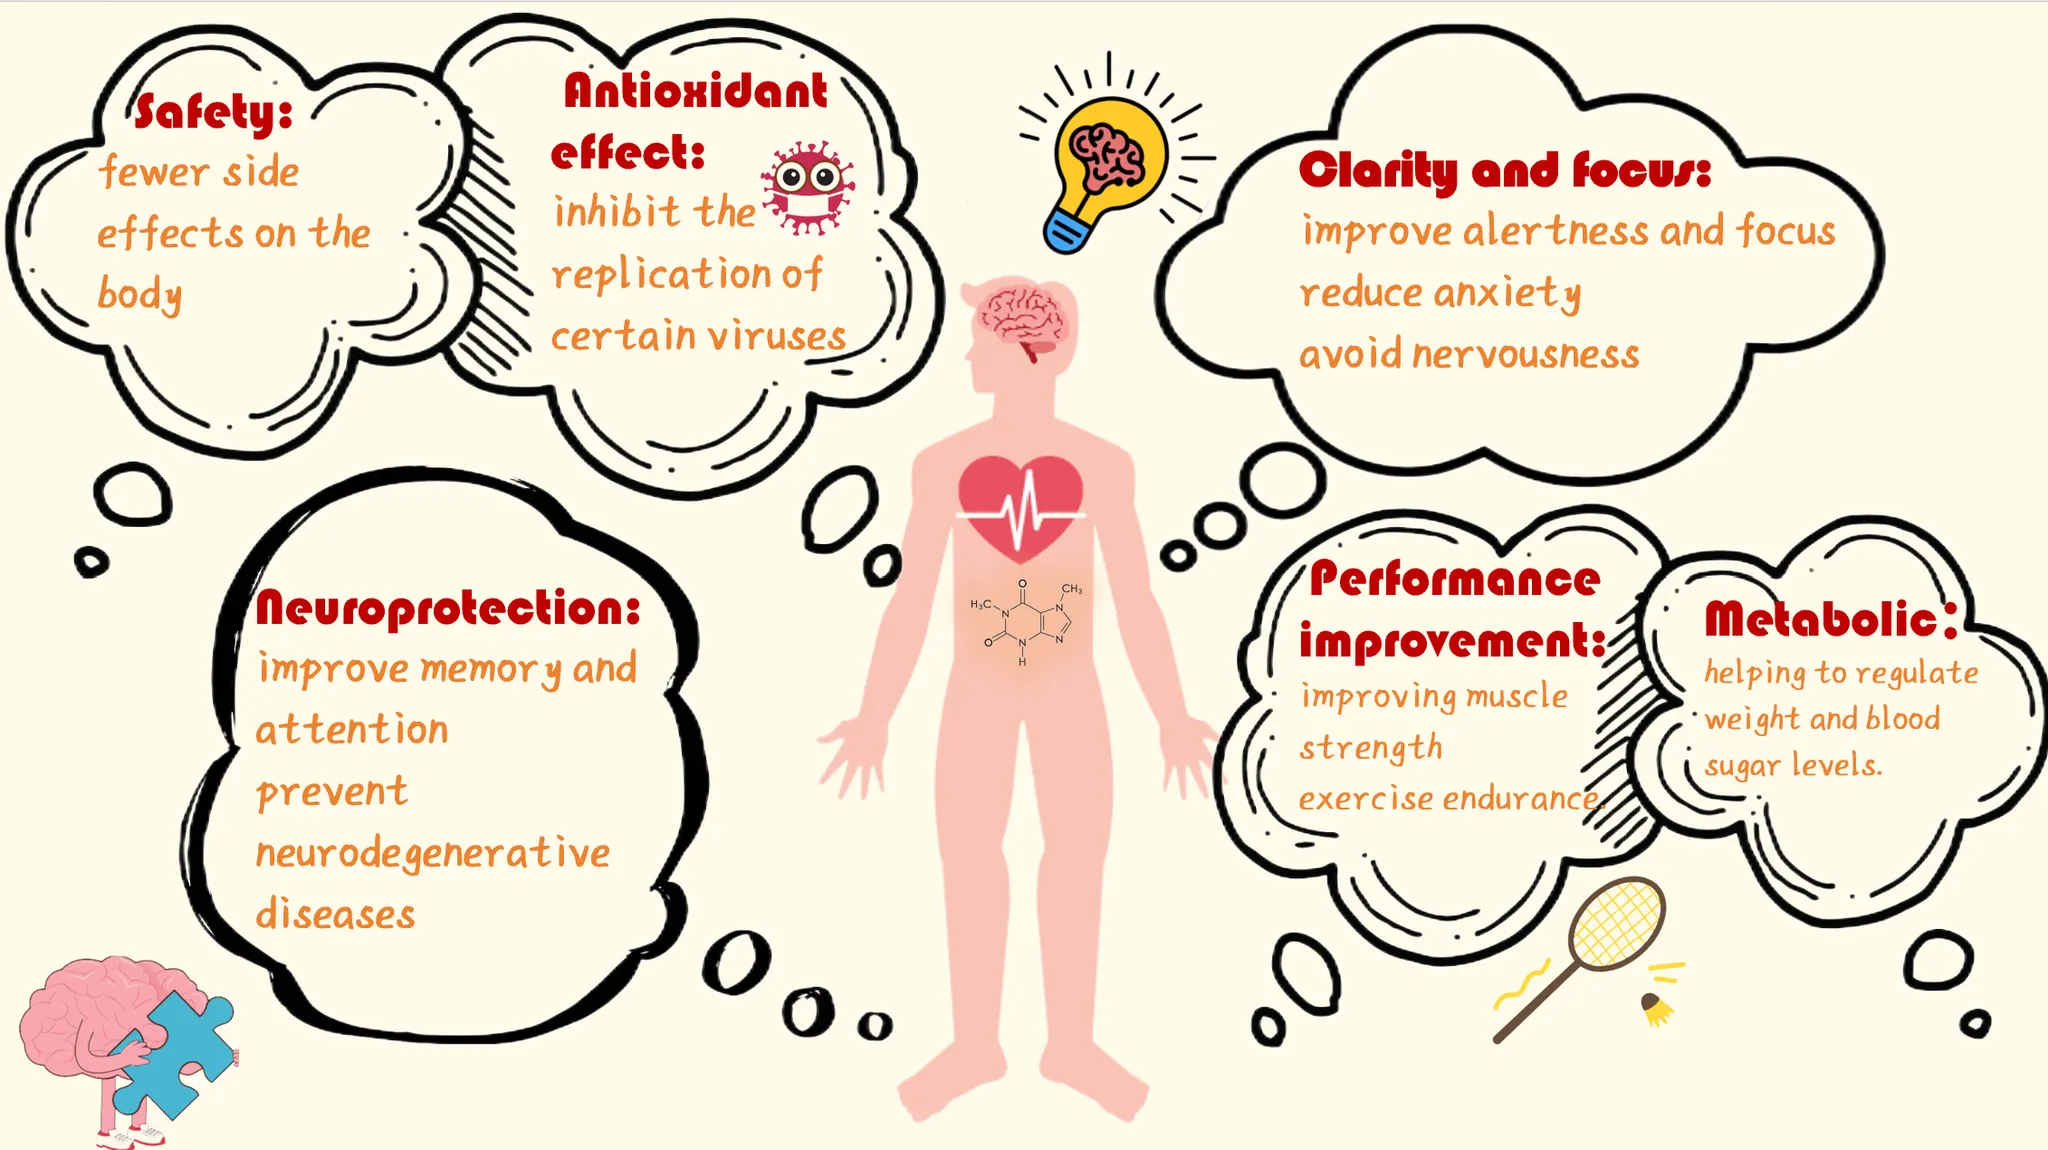 Safety:
fewer side
effects on the
body
Antioxidant
effect:
inhibit the
replication of
certain viruses
Clarity and focus:
improve alertness and focus
reduce anxiety
avoid nervousness
Neuroprotection:
improve memory and
attention
prevent
neurodegenerative
diseases
O
CH₃
H₃C
N
N
O
N
N
H
Performance
improvement:
improving muscle
strength
exercise endurance.
Metabolic:
helping to regulate
weight and blood
sugar levels.